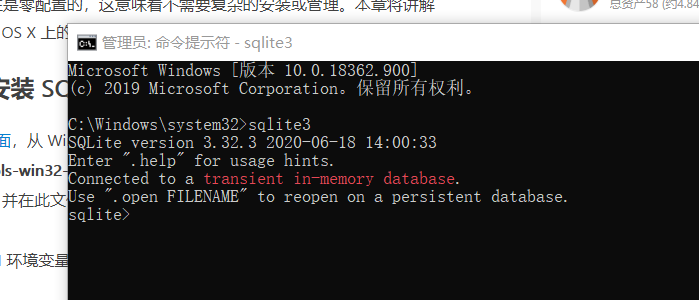 在是零配置的，这意味着不需要复杂的安装或管理。本章将讲解
总资产58 (约4.84
OS X 上的
管理员: 命令提示符 - sqlite3
Microsoft Windows [版本 10.0.18362.900]
(c) 2019 Microsoft Corporation。保留所有权利。
安装 SQ
C:\Windows\system32>sqlite3
面，从 Wi
SQLite version 3.32.3 2020-06-18 14:00:33
Enter ".help" for usage hints.
ols-win32-
Connected to a transient in-memory database.
并在此文
Use ".open FILENAME" to reopen on a persistent database.
sqlite>
环境变量